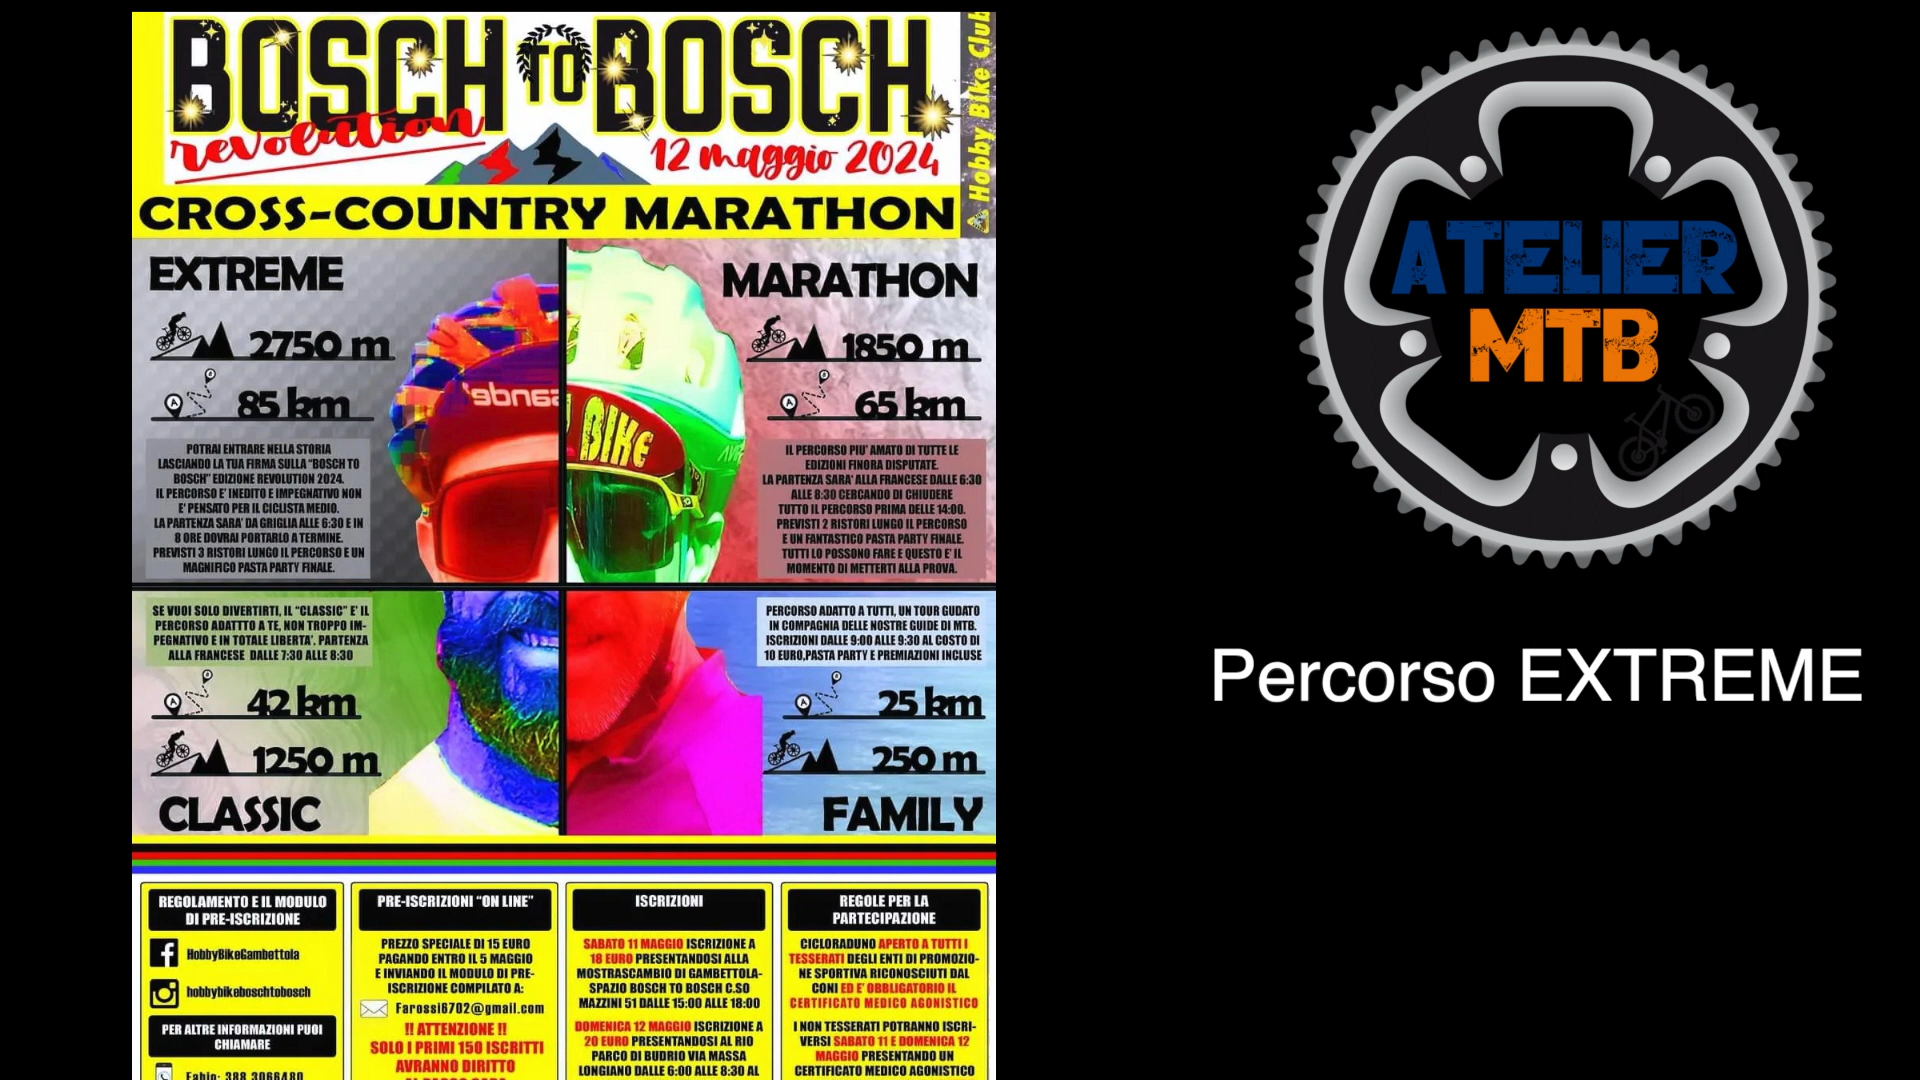 BOSCH TO BOSCH
revolution
12 maggio 2024
Hobby Bike Club
CROSS-COUNTRY MARATHON
EXTREME
2750 m
85 km
POTRAI ENTRARE NELLA STORIA
LASCIANDO LA TUA FIRMA SULLA "BOSCH TO
BOSCH" EDIZIONE REVOLUTION 2024.
IL PERCORSO E' INEDITO E IMPEGNATIVO NON
E' PENSATO PER IL CICLISTA MEDIO.
LA PARTENZA SARA' DA GRIGLIA ALLE 6:30 E IN
8 ORE DOVRAI PORTARLO A TERMINE.
PREVISTI 3 RISTORI LUNGO IL PERCORSO E UN
MAGNIFICO PASTA PARTY FINALE.
MARATHON
1850 m
65 km
IL PERCORSO PIU' AMATO DI TUTTE LE
EDIZIONI FINORA DISPUTATE.
LA PARTENZA SARA' ALLA FRANCESE DALLE 6:30
ALLE 8:30 CERCANDO DI CHIUDERE
TUTTO IL PERCORSO PRIMA DELLE 14:00.
PREVISTI 2 RISTORI LUNGO IL PERCORSO
E UN FANTASTICO PASTA PARTY FINALE.
TUTTI LO POSSONO FARE E QUESTO E' IL
MOMENTO DI METTERTI ALLA PROVA.
BIKE
SE VUOI SOLO DIVERTIRTI, IL "CLASSIC" E' IL
PERCORSO ADATTTO A TE, NON TROPPO IM-
PEGNATIVO E IN TOTALE LIBERTA'. PARTENZA
ALLA FRANCESE DALLE 7:30 ALLE 8:30
42 km
1250 m
CLASSIC
PERCORSO ADATTO A TUTTI, UN TOUR GUDATO
IN COMPAGNIA DELLE NOSTRE GUIDE DI MTB.
ISCRIZIONI DALLE 9:00 ALLE 9:30 AL COSTO DI
10 EURO,PASTA PARTY E PREMIAZIONI INCLUSE
25 km
250 m
FAMILY
REGOLAMENTO E IL MODULO
DI PRE-ISCRIZIONE
HobbyBikeGambettola
hobbybikeboschtobosch
PER ALTRE INFORMAZIONI PUOI
CHIAMARE
Fabio: 388 3066480
PRE-ISCRIZIONI "ON LINE"
PREZZO SPECIALE DI 15 EURO
PAGANDO ENTRO IL 5 MAGGIO
E INVIANDO IL MODULO DI PRE-
ISCRIZIONE COMPILATO A:
Farossi6702@gmail.com
!! ATTENZIONE !!
SOLO I PRIMI 150 ISCRITTI
AVRANNO DIRITTO
ISCRIZIONI
SABATO 11 MAGGIO ISCRIZIONE A
18 EURO PRESENTANDOSI ALLA
MOSTRASCAMBIO DI GAMBETTOLA-
SPAZIO BOSCH TO BOSCH C.SO
MAZZINI 51 DALLE 15:00 ALLE 18:00
DOMENICA 12 MAGGIO ISCRIZIONE A
20 EURO PRESENTANDOSI AL RIO
PARCO DI BUDRIO VIA MASSA
LONGIANO DALLE 6:00 ALLE 8:30 AL
REGOLE PER LA
PARTECIPAZIONE
CICLORADUNO APERTO A TUTTI I
TESSERATI DEGLI ENTI DI PROMOZIO-
NE SPORTIVA RICONOSCIUTI DAL
CONI ED E' OBBLIGATORIO IL
CERTIFICATO MEDICO AGONISTICO
I NON TESSERATI POTRANNO ISCRI-
VERSI SABATO 11 E DOMENICA 12
MAGGIO PRESENTANDO UN
CERTIFICATO MEDICO AGONISTICO
ATELIER
MTB
Percorso EXTREME